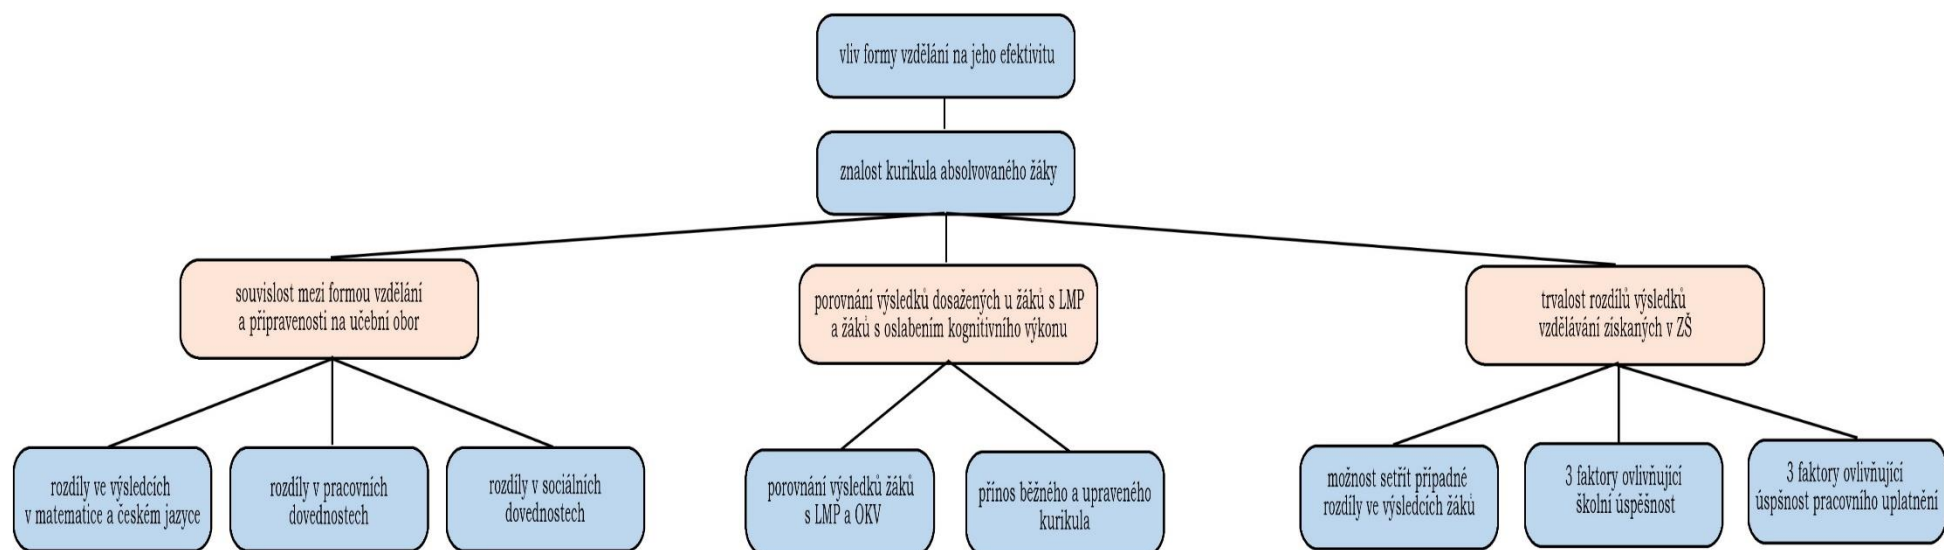 vliv formy vzdělání na jeho efektivitu
znalost kurikula absolvovaného žáky
souvislost mezi formou vzdělání
a připravenosti na učební obor
porovnání výsledků dosažených u žáků s LMP
a žáků s oslabením kognitivního výkonu
trvalost rozdílů výsledků
vzdělávání získaných v ZŠ
rozdíly ve výsledcích
v matematice a českém jazyce
rozdíly v pracovních
dovednostech
rozdíly v sociálních
dovednostech
porovnání výsledků žáků
s LMP a OKV
přínos běžného a upraveného
kurikula
možnost setřít případné
rozdíly ve výsledcích žáků
3 faktory ovlivňující
školní úspěšnost
3 faktory ovlivňující
úspšnost pracovního uplatnění